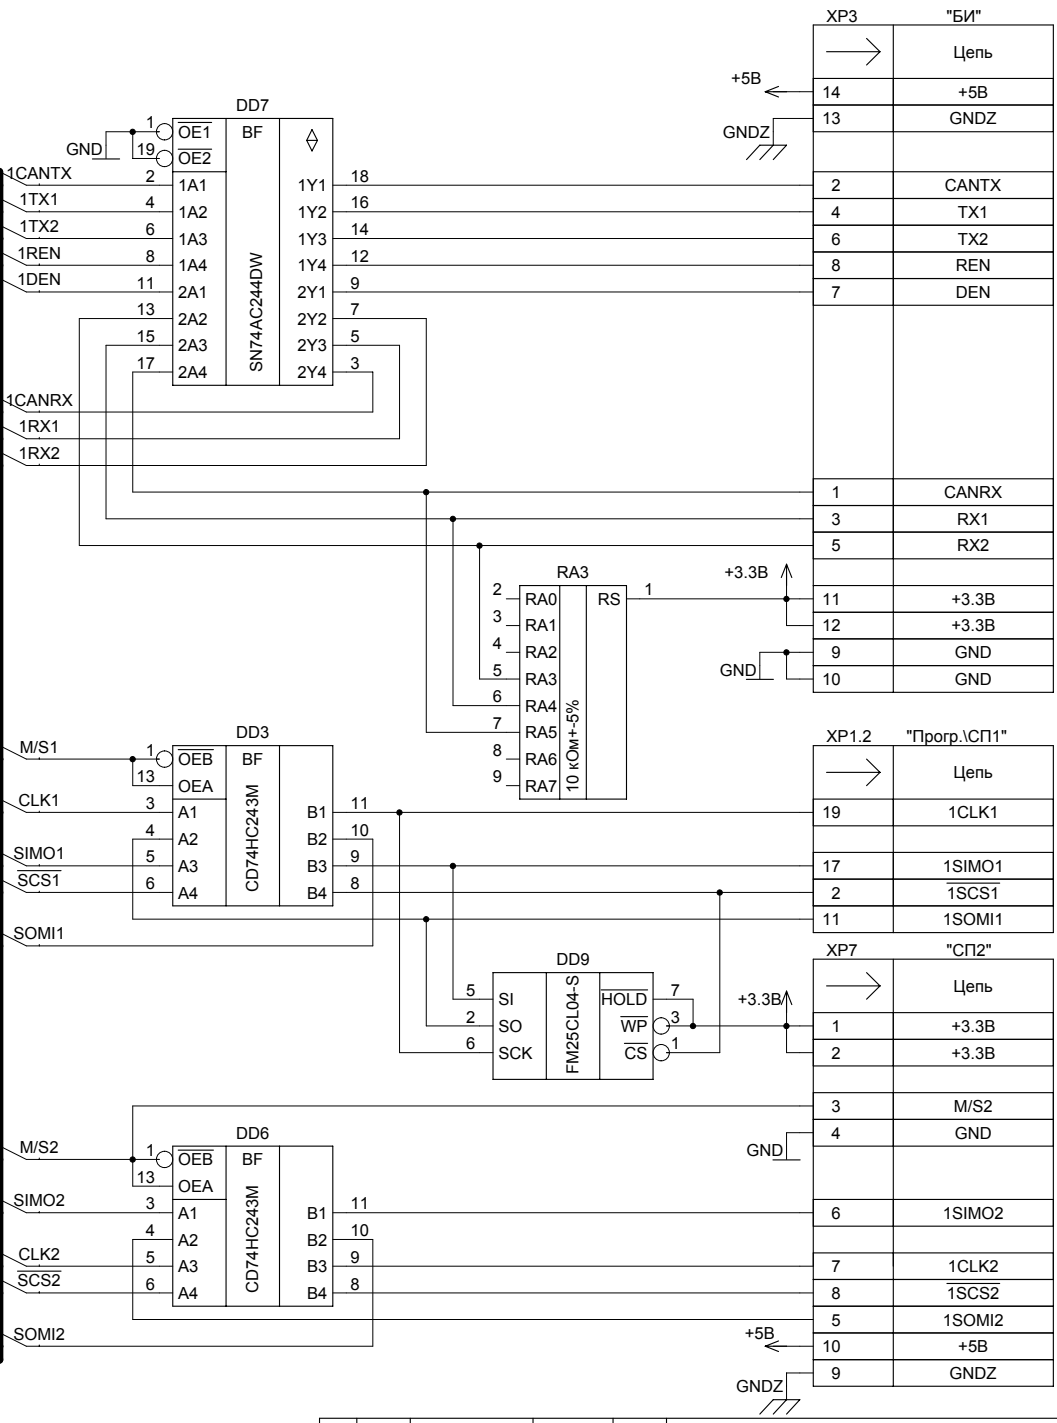 XP3 "БИ"
Цепь
+5В 14 +5В
GNDZ 13 GNDZ
DD7
GND 1 OE1 BF
19 OE2
1CANTX 2 1A1 1Y1 18 2 CANTX
1TX1 4 1A2 1Y2 16 4 TX1
1TX2 6 1A3 1Y3 14 6 TX2
1REN 8 1A4 1Y4 12 8 REN
1DEN 11 2A1 2Y1 9 7 DEN
13 2A2 2Y2 7
15 2A3 2Y3 5
17 2A4 2Y4 3
SN74AC244DW
1CANRX
1RX1
1RX2
1 CANRX
3 RX1
5 RX2
RA3 +3.3В
2 RA0 RS 1 11 +3.3В
3 RA1 12 +3.3В
4 RA2 9 GND
5 RA3 GND 10 GND
6 RA4
7 RA5
8 RA6
9 RA7
10 кОм+-5%
DD3 XP1.2 "Прогр.\СП1"
M/S1 1 OEB BF Цепь
13 OEA
CLK1 3 A1 B1 11 19 1CLK1
4 A2 B2 10
SIMO1 5 A3 B3 9 17 1SIMO1
SCS1 6 A4 B4 8 2 1SCS1
11 1SOMI1
CD74HC243M
SOMI1
XP7 "СП2"
DD9 Цепь
5 SI HOLD 7 +3.3В
2 SO WP 3 1 +3.3В
6 SCK CS 1 2 +3.3В
FM25CL04-S
3 M/S2
GND 4 GND
DD6
M/S2 1 OEB BF
13 OEA
SIMO2 3 A1 B1 11 6 1SIMO2
4 A2 B2 10
CLK2 5 A3 B3 9 7 1CLK2
SCS2 6 A4 B4 8 8 1SCS2
5 1SOMI2
CD74HC243M
SOMI2
+5В 10 +5В
GNDZ 9 GNDZ